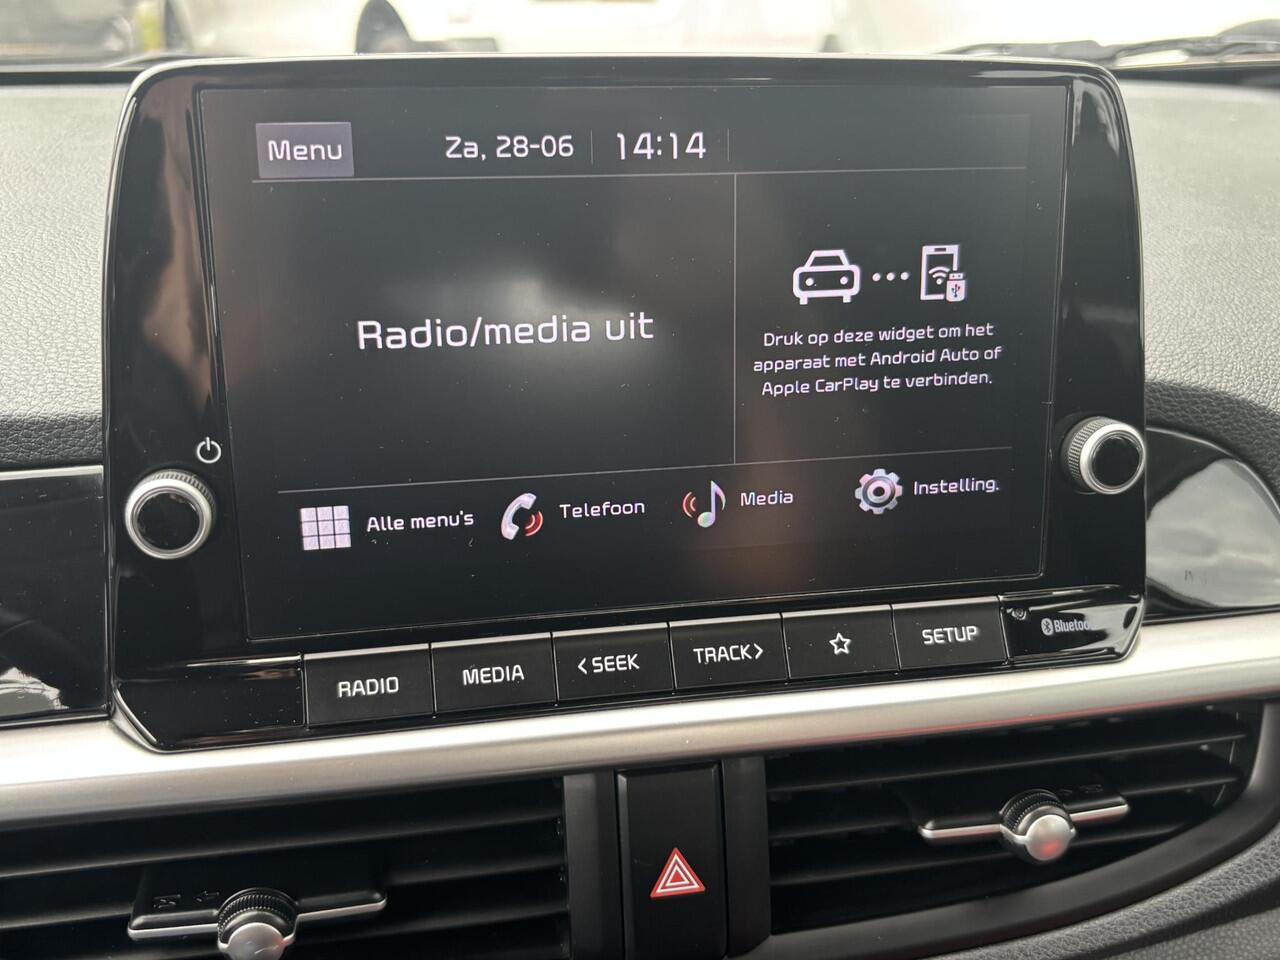 Menu
Za, 28-06
14:14
Radio/media uit
Druk op deze widget om het
apparaat met Android Auto of
Apple CarPlay te verbinden.
Alle menu's
Telefoon
Media
Instelling.
RADIO
MEDIA
<SEEK
TRACK>
SETUP